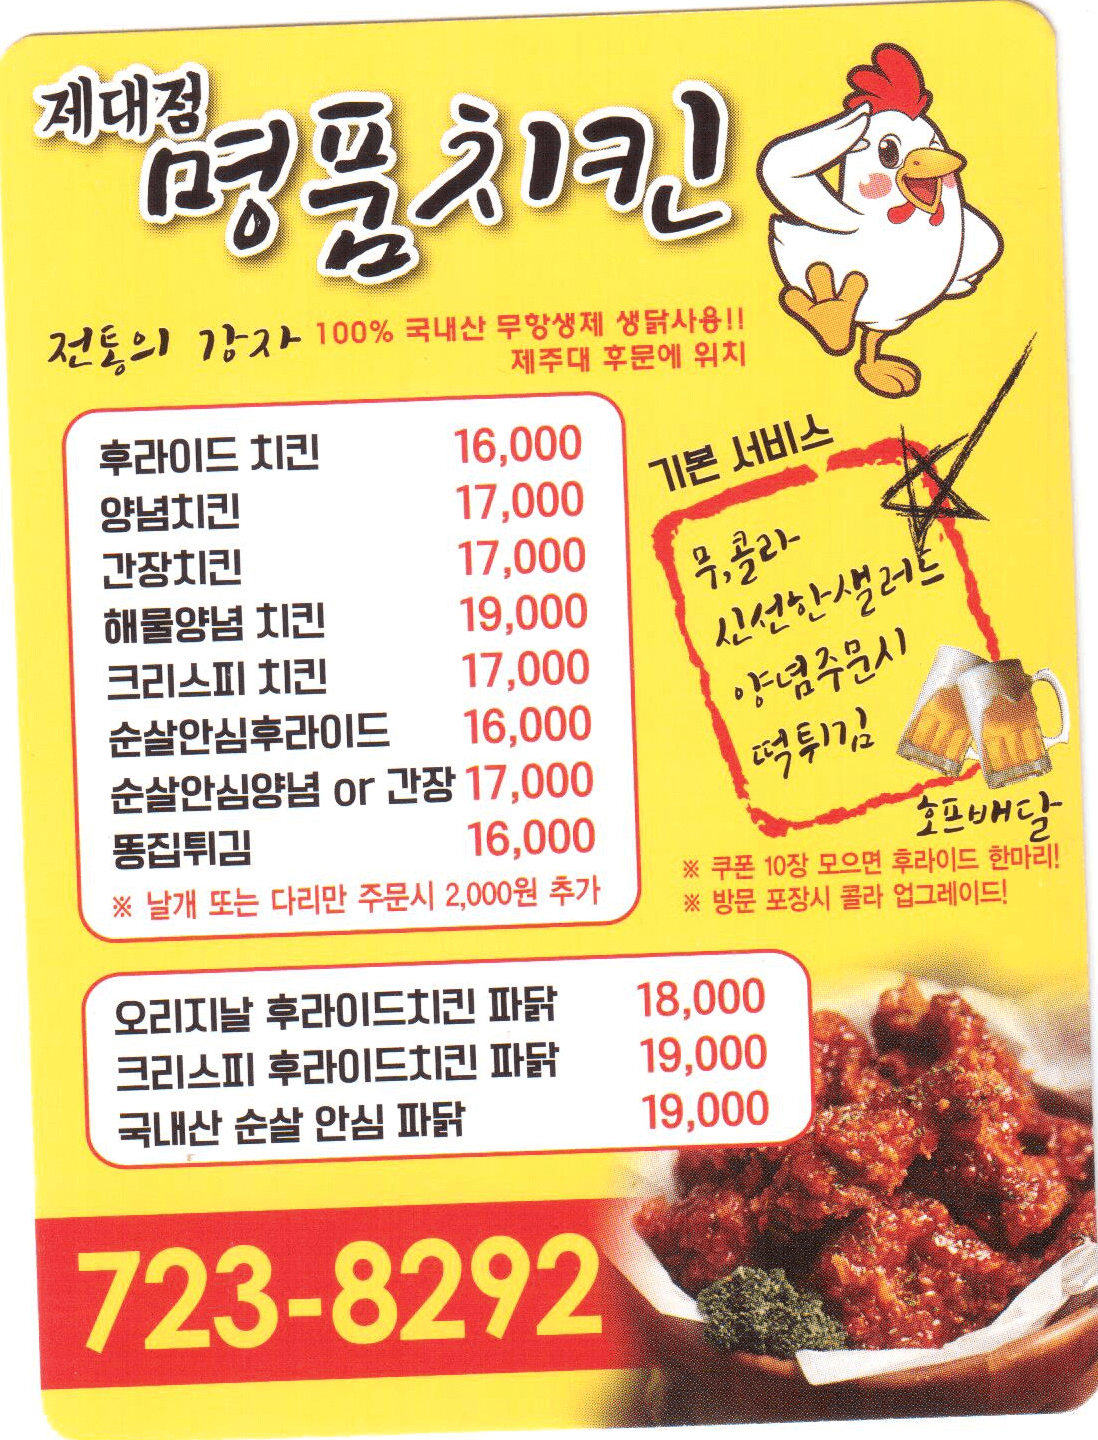 제대점
명품치킨
전통의 강자
100% 국내산 무항생제 생닭사용!!
제주대 후문에 위치
후라이드 치킨 16,000
양념치킨 17,000
간장치킨 17,000
해물양념 치킨 19,000
크리스피 치킨 17,000
순살안심후라이드 16,000
순살안심양념 or 간장 17,000
똥집튀김 16,000
※ 날개 또는 다리만 주문시 2,000원 추가
기본 서비스
무,콜라
신선한샐러드
양념주문시
떡튀김
호프배달
※ 쿠폰 10장 모으면 후라이드 한마리!
※ 방문 포장시 콜라 업그레이드!
오리지날 후라이드치킨 파닭 18,000
크리스피 후라이드치킨 파닭 19,000
국내산 순살 안심 파닭 19,000
723-8292